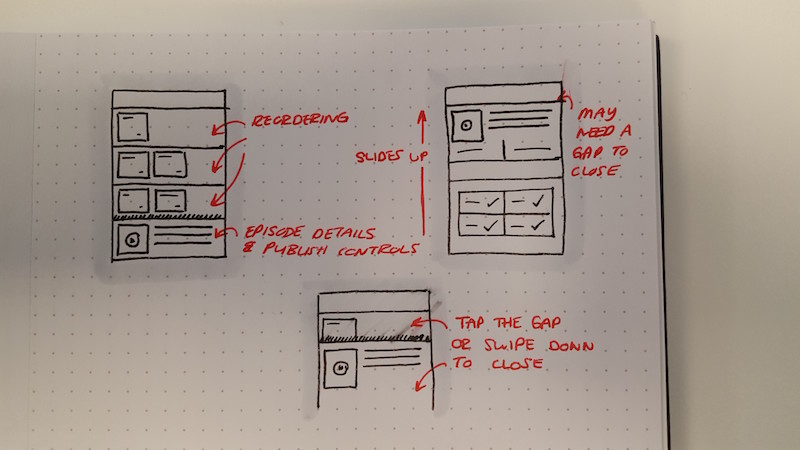 REORDERING
EPISODE DETAILS
& PUBLISH CONTROLS
SLIDES UP
MAY
NEED A
GAP TO
CLOSE
TAP THE GAP
OR SWIPE DOWN
TO CLOSE